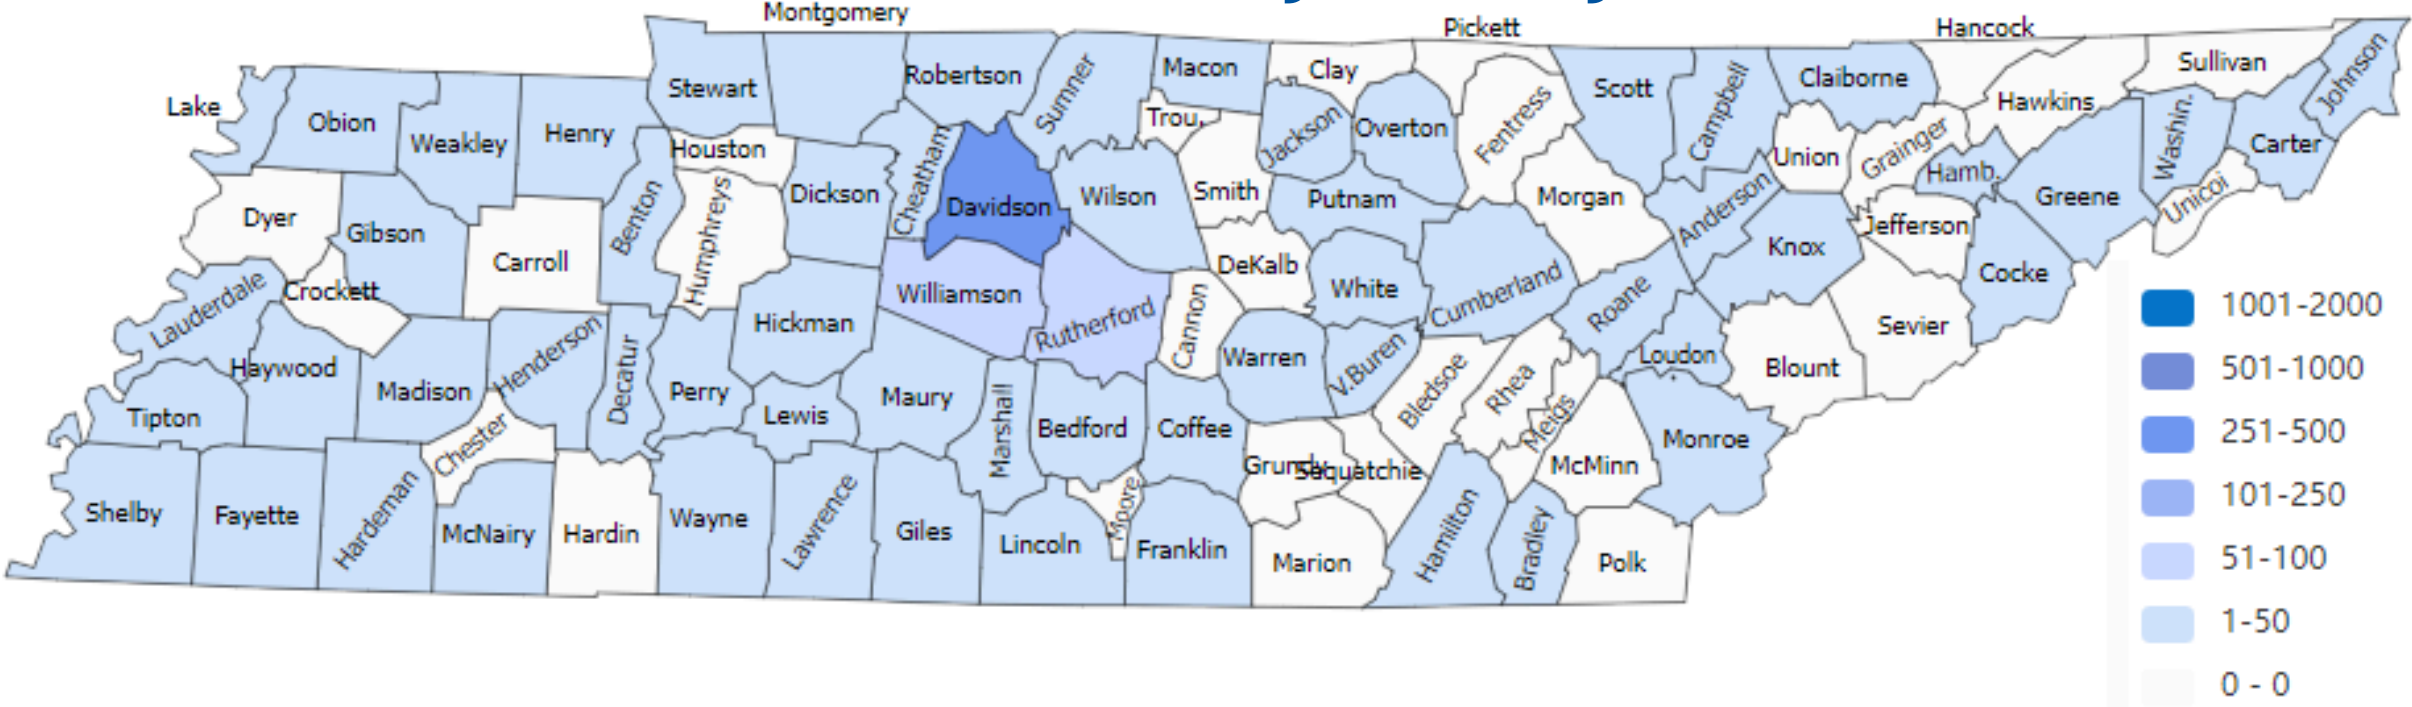 Montgomery
Pickett
Hancock
Lake
Obion
Weakley
Henry
Stewart
Robertson
Sumner
Macon
Clay
Scott
Campbell
Claiborne
Sullivan
Johnson
Hawkins
Houston
Trou.
Jackson
Overton
Fentress
Union
Grainger
Hamb.
Washin.
Carter
Dyer
Gibson
Carroll
Benton
Humphreys
Dickson
Cheatham
Davidson
Wilson
Smith
Putnam
Morgan
Anderson
Knox
Jefferson
Greene
Unicoi
Cocke
Lauderdale
Crockett
Williamson
Rutherford
Cannon
DeKalb
White
Cumberland
Roane
Loudon
Blount
Sevier
Hickman
Tipton
Haywood
Madison
Henderson
Decatur
Perry
Lewis
Maury
Marshall
Bedford
Coffee
Warren
V.Buren
Bledsoe
Rhea
Meigs
McMinn
Monroe
Chester
Grundy
Sequatchie
Shelby
Fayette
Hardeman
McNairy
Hardin
Wayne
Lawrence
Giles
Lincoln
Moore
Franklin
Marion
Hamilton
Bradley
Polk
1001-2000
501-1000
251-500
101-250
51-100
1-50
0 - 0